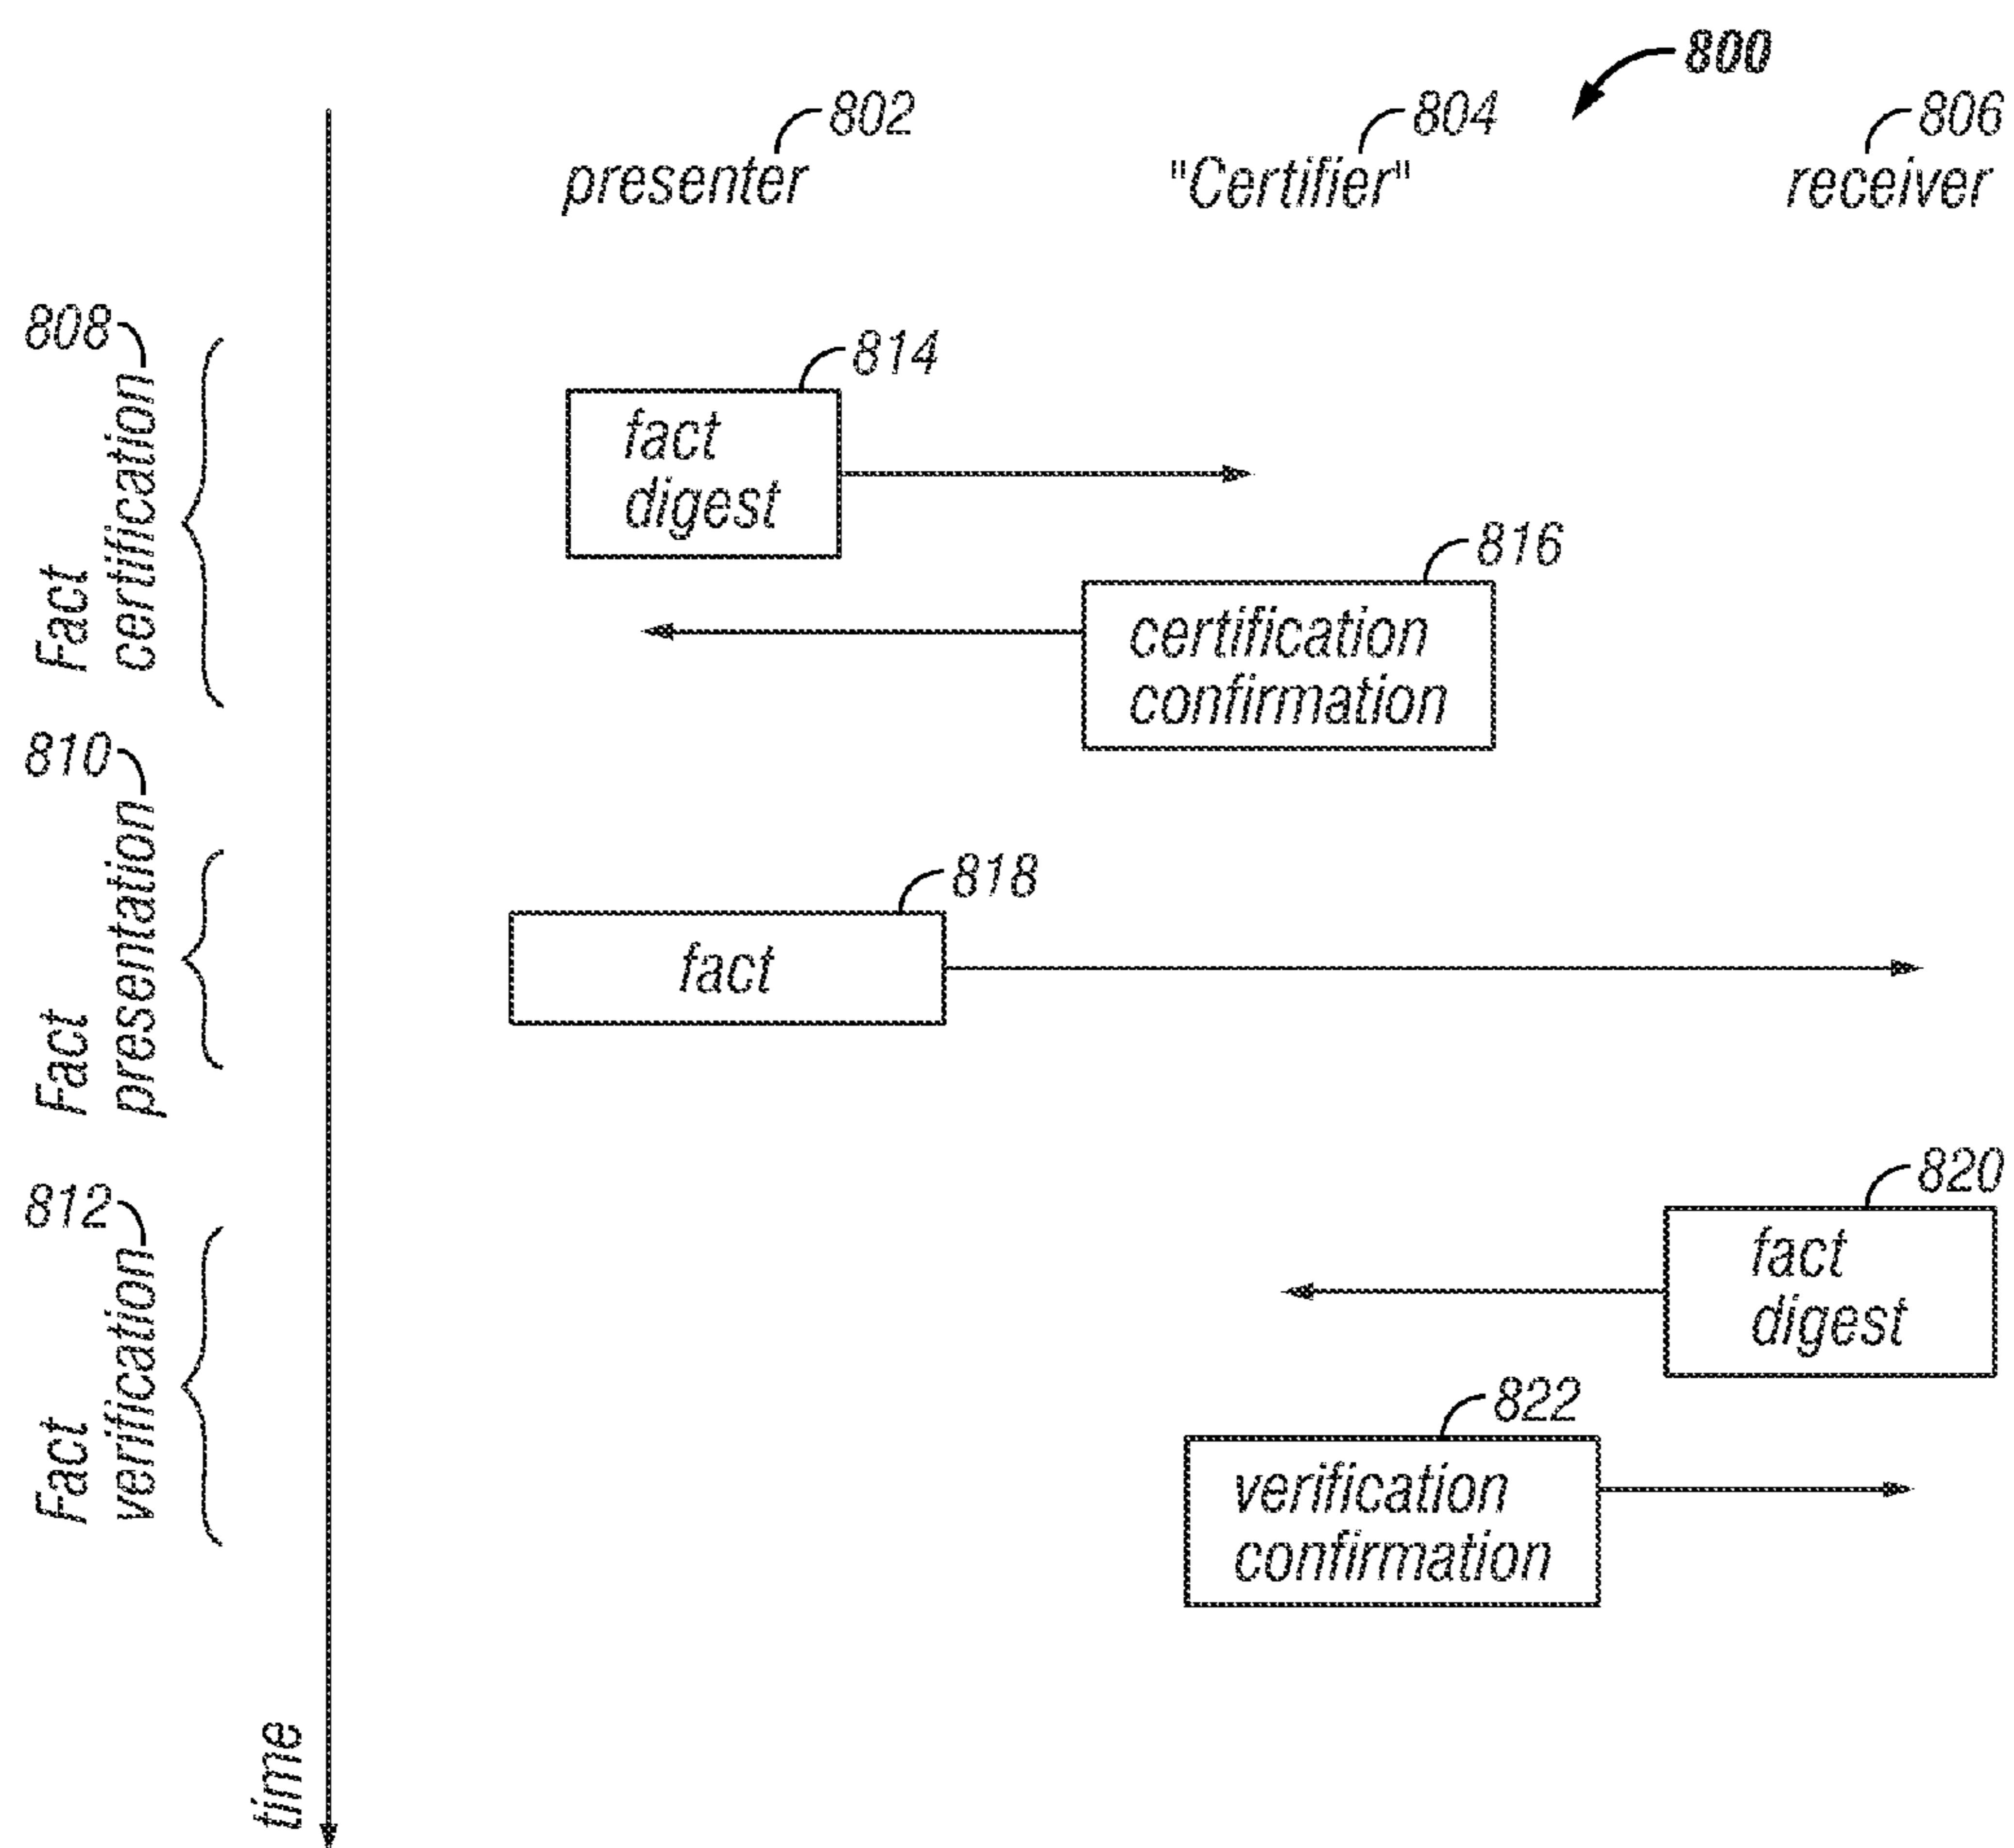 800
802
804
806
presenter
"Certifier"
receiver
808
Fact
certification
814
fact
digest
816
certification
confirmation
810
Fact
presentation
818
fact
812
Fact
verification
820
fact
digest
822
verification
confirmation
time